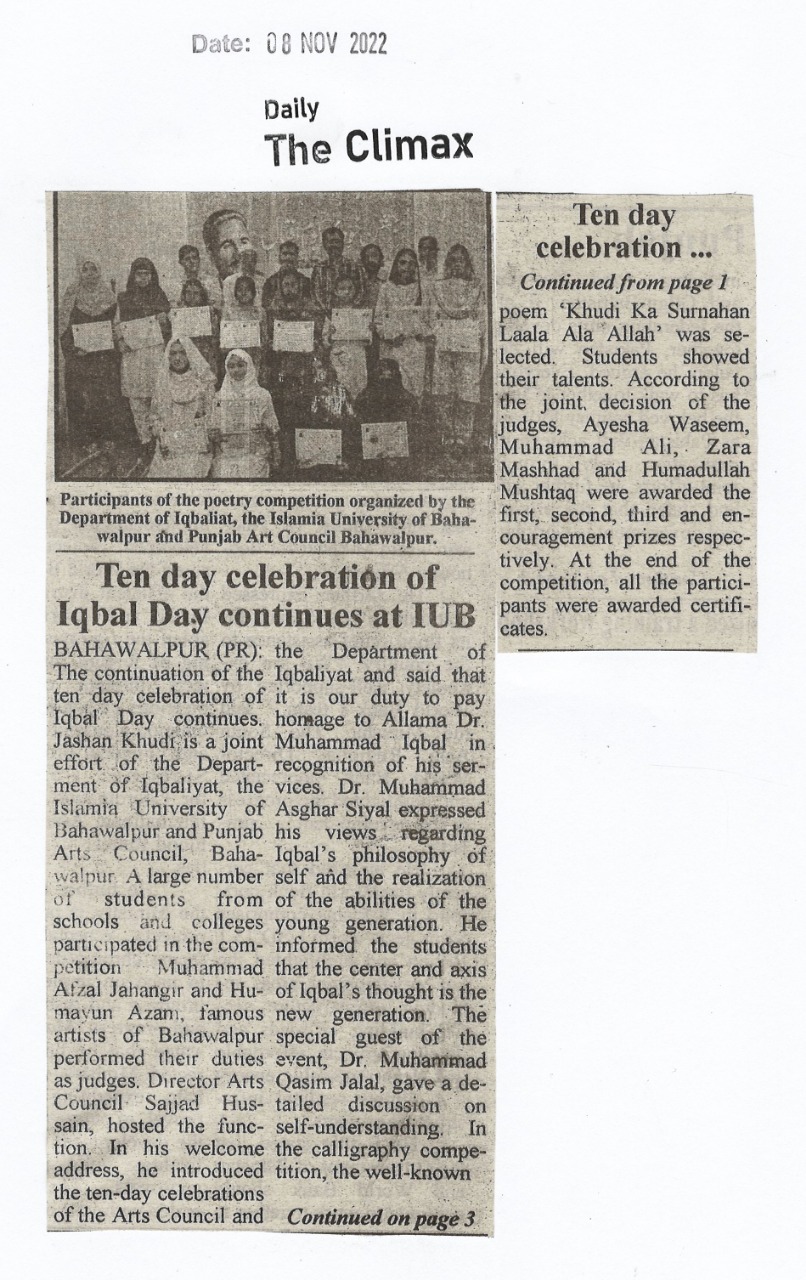 Date: 08 NOV 2022
Daily
The Climax
Participants of the poetry competition organized by the
Department of Iqbaliat, the Islamia University of Baha-
walpur and Punjab Art Council Bahawalpur.
Ten day celebration of
Iqbal Day continues at IUB
BAHAWALPUR (PR):
The continuation of the
ten day celebration of
Iqbal Day continues.
Jashan Khudi is a joint
effort of the Depart-
ment of Iqbaliyat, the
Islamia University of
Bahawalpur and Punjab
Arts Council, Baha-
walpur A large number
of students from
schools and colleges
participated in the com-
petition Muhammad
Afzal Jahangir and Hu-
mayun Azam, famous
artists of Bahawalpur
performed their duties
as judges. Director Arts
Council Sajjad Hus-
sain, hosted the func-
tion. In his welcome
address, he introduced
the ten-day celebrations
of the Arts Council and
the Department of
Iqbaliyat and said that
it is our duty to pay
homage to Allama Dr.
Muhammad Iqbal in
recognition of his ser-
vices. Dr. Muhammad
Asghar Siyal expressed
his views regarding
Iqbal's philosophy of
self and the realization
of the abilities of the
young generation. He
informed the students
that the center and axis
of Iqbal's thought is the
new generation. The
special guest of the
event, Dr. Muhammad
Qasim Jalal, gave a de-
tailed discussion on
self-understanding. In
the calligraphy compe-
tition, the well-known
Continued on page 3
Ten day
celebration ...
Continued from page 1
poem ‘Khudi Ka Surnahan
Laala Ala Allah’ was se-
lected. Students showed
their talents. According to
the joint, decision of the
judges, Ayesha Waseem,
Muhammad Ali, Zara
Mashhad and Humadullah
Mushtaq were awarded the
first, second, third and en-
couragement prizes respec-
tively. At the end of the
competition, all the partici-
pants were awarded certifi-
cates.